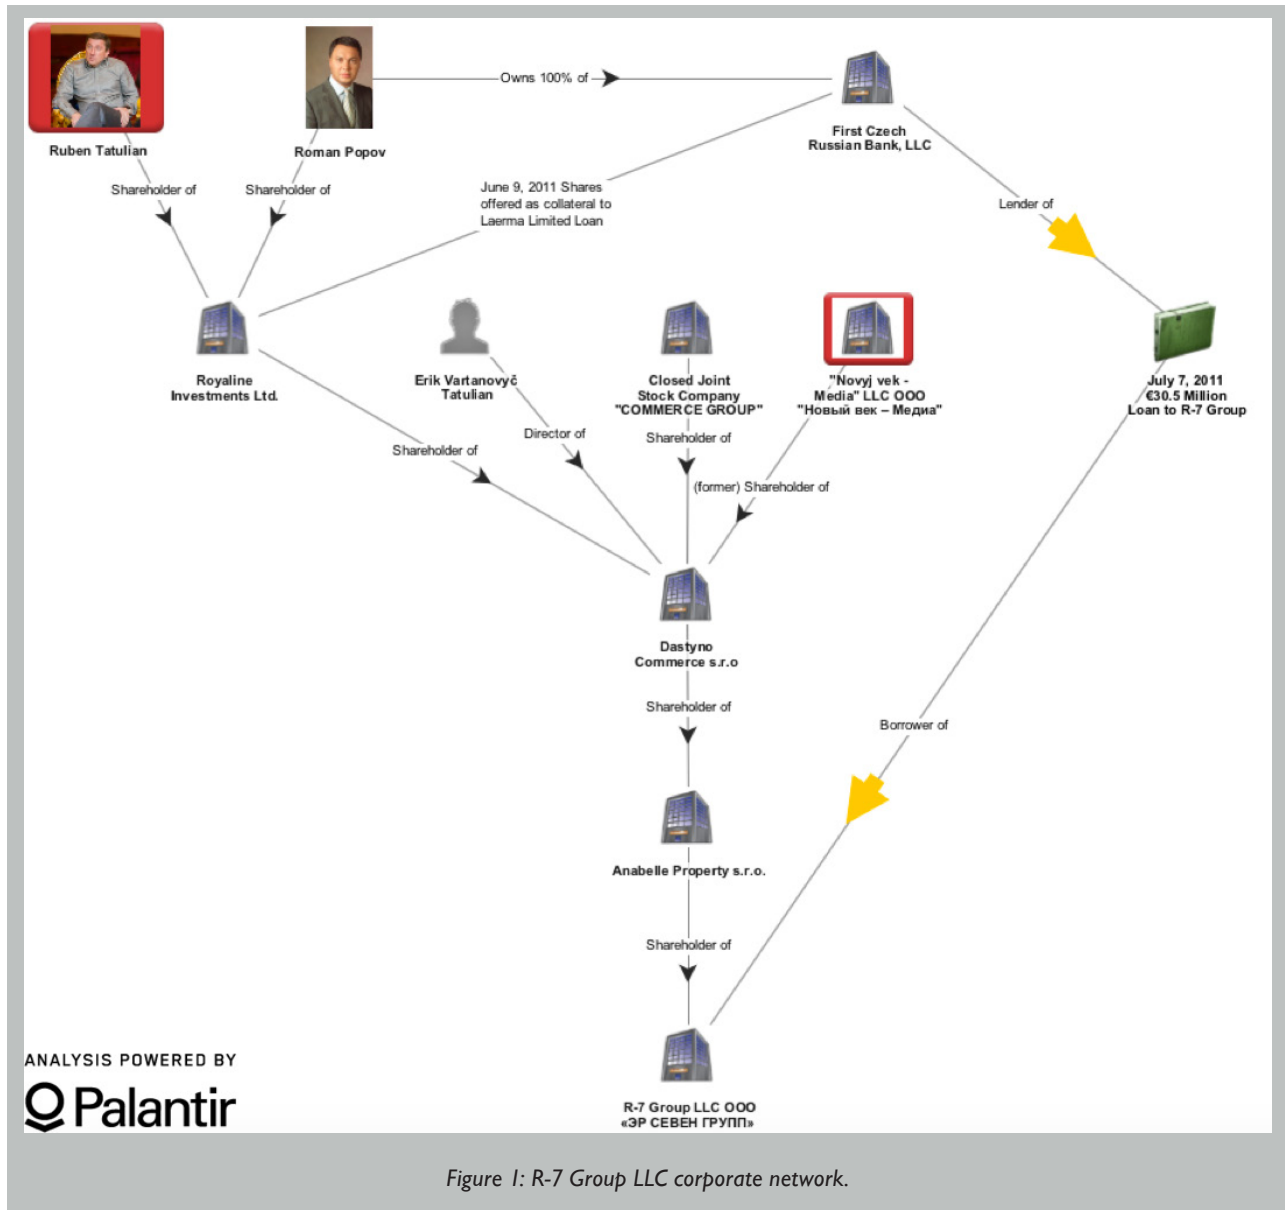 Owns 100% of
Ruben Tatulian
Roman Popov
First Czech
Russian Bank, LLC
Shareholder of
Shareholder of
June 9, 2011 Shares
offered as collateral to
Laerma Limited Loan
Lender of
Royaline
Investments Ltd.
Erik Vartanovyč
Tatulian
Closed Joint
Stock Company
"COMMERCE GROUP"
"Novyj vek -
Media" LLC OOO
"Новый век – Медиа"
July 7, 2011
€30.5 Million
Loan to R-7 Group
Shareholder of
Director of
Shareholder of
(former) Shareholder of
Dastyno
Commerce s.r.o
Shareholder of
Borrower of
Anabelle Property s.r.o.
Shareholder of
R-7 Group LLC OOO
«ЭР СЕВЕН ГРУПП»
ANALYSIS POWERED BY
Palantir
Figure 1: R-7 Group LLC corporate network.